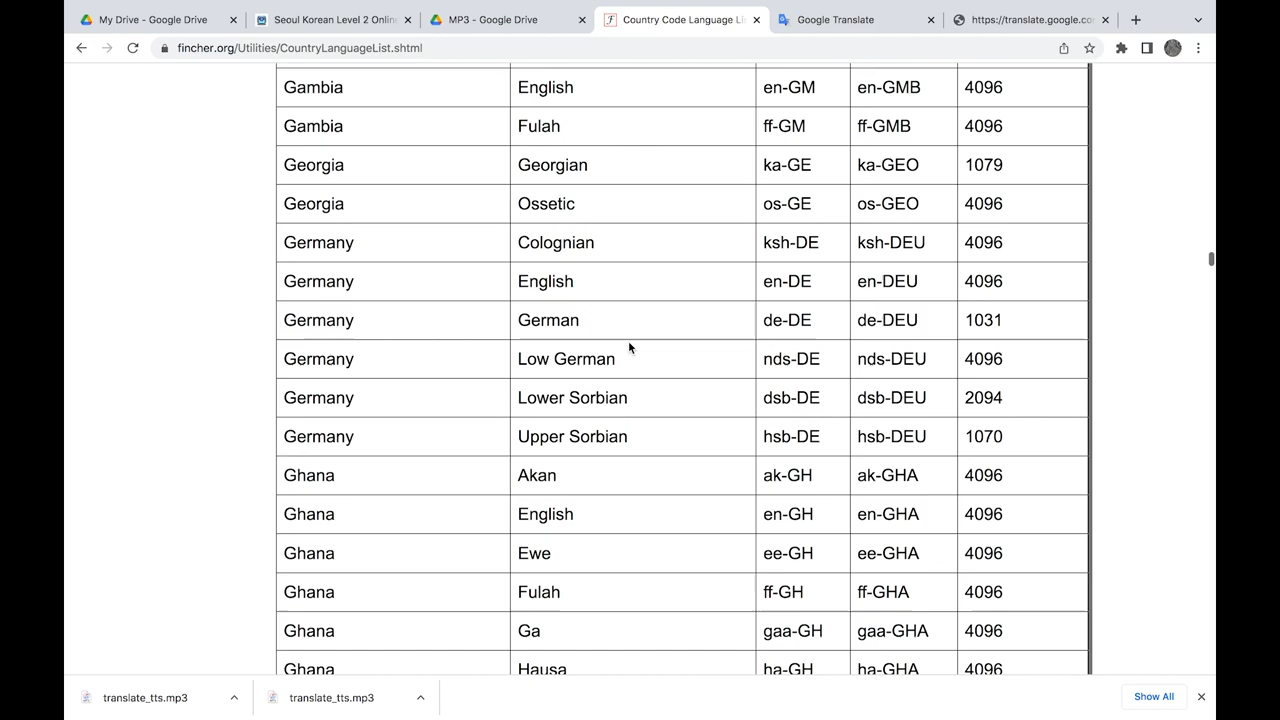 My Drive - Google Drive
Seoul Korean Level 2 Onlin
MP3 - Google Drive
Country Code Language Li
Google Translate
https://translate.google.co
fincher.org/Utilities/CountryLanguageList.shtml
Gambia English en-GM en-GMB 4096
Gambia Fulah ff-GM ff-GMB 4096
Georgia Georgian ka-GE ka-GEO 1079
Georgia Ossetic os-GE os-GEO 4096
Germany Colognian ksh-DE ksh-DEU 4096
Germany English en-DE en-DEU 4096
Germany German de-DE de-DEU 1031
Germany Low German nds-DE nds-DEU 4096
Germany Lower Sorbian dsb-DE dsb-DEU 2094
Germany Upper Sorbian hsb-DE hsb-DEU 1070
Ghana Akan ak-GH ak-GHA 4096
Ghana English en-GH en-GHA 4096
Ghana Ewe ee-GH ee-GHA 4096
Ghana Fulah ff-GH ff-GHA 4096
Ghana Ga gaa-GH gaa-GHA 4096
Ghana Hausa ha-GH ha-GHA 4096
translate_tts.mp3
translate_tts.mp3
Show All